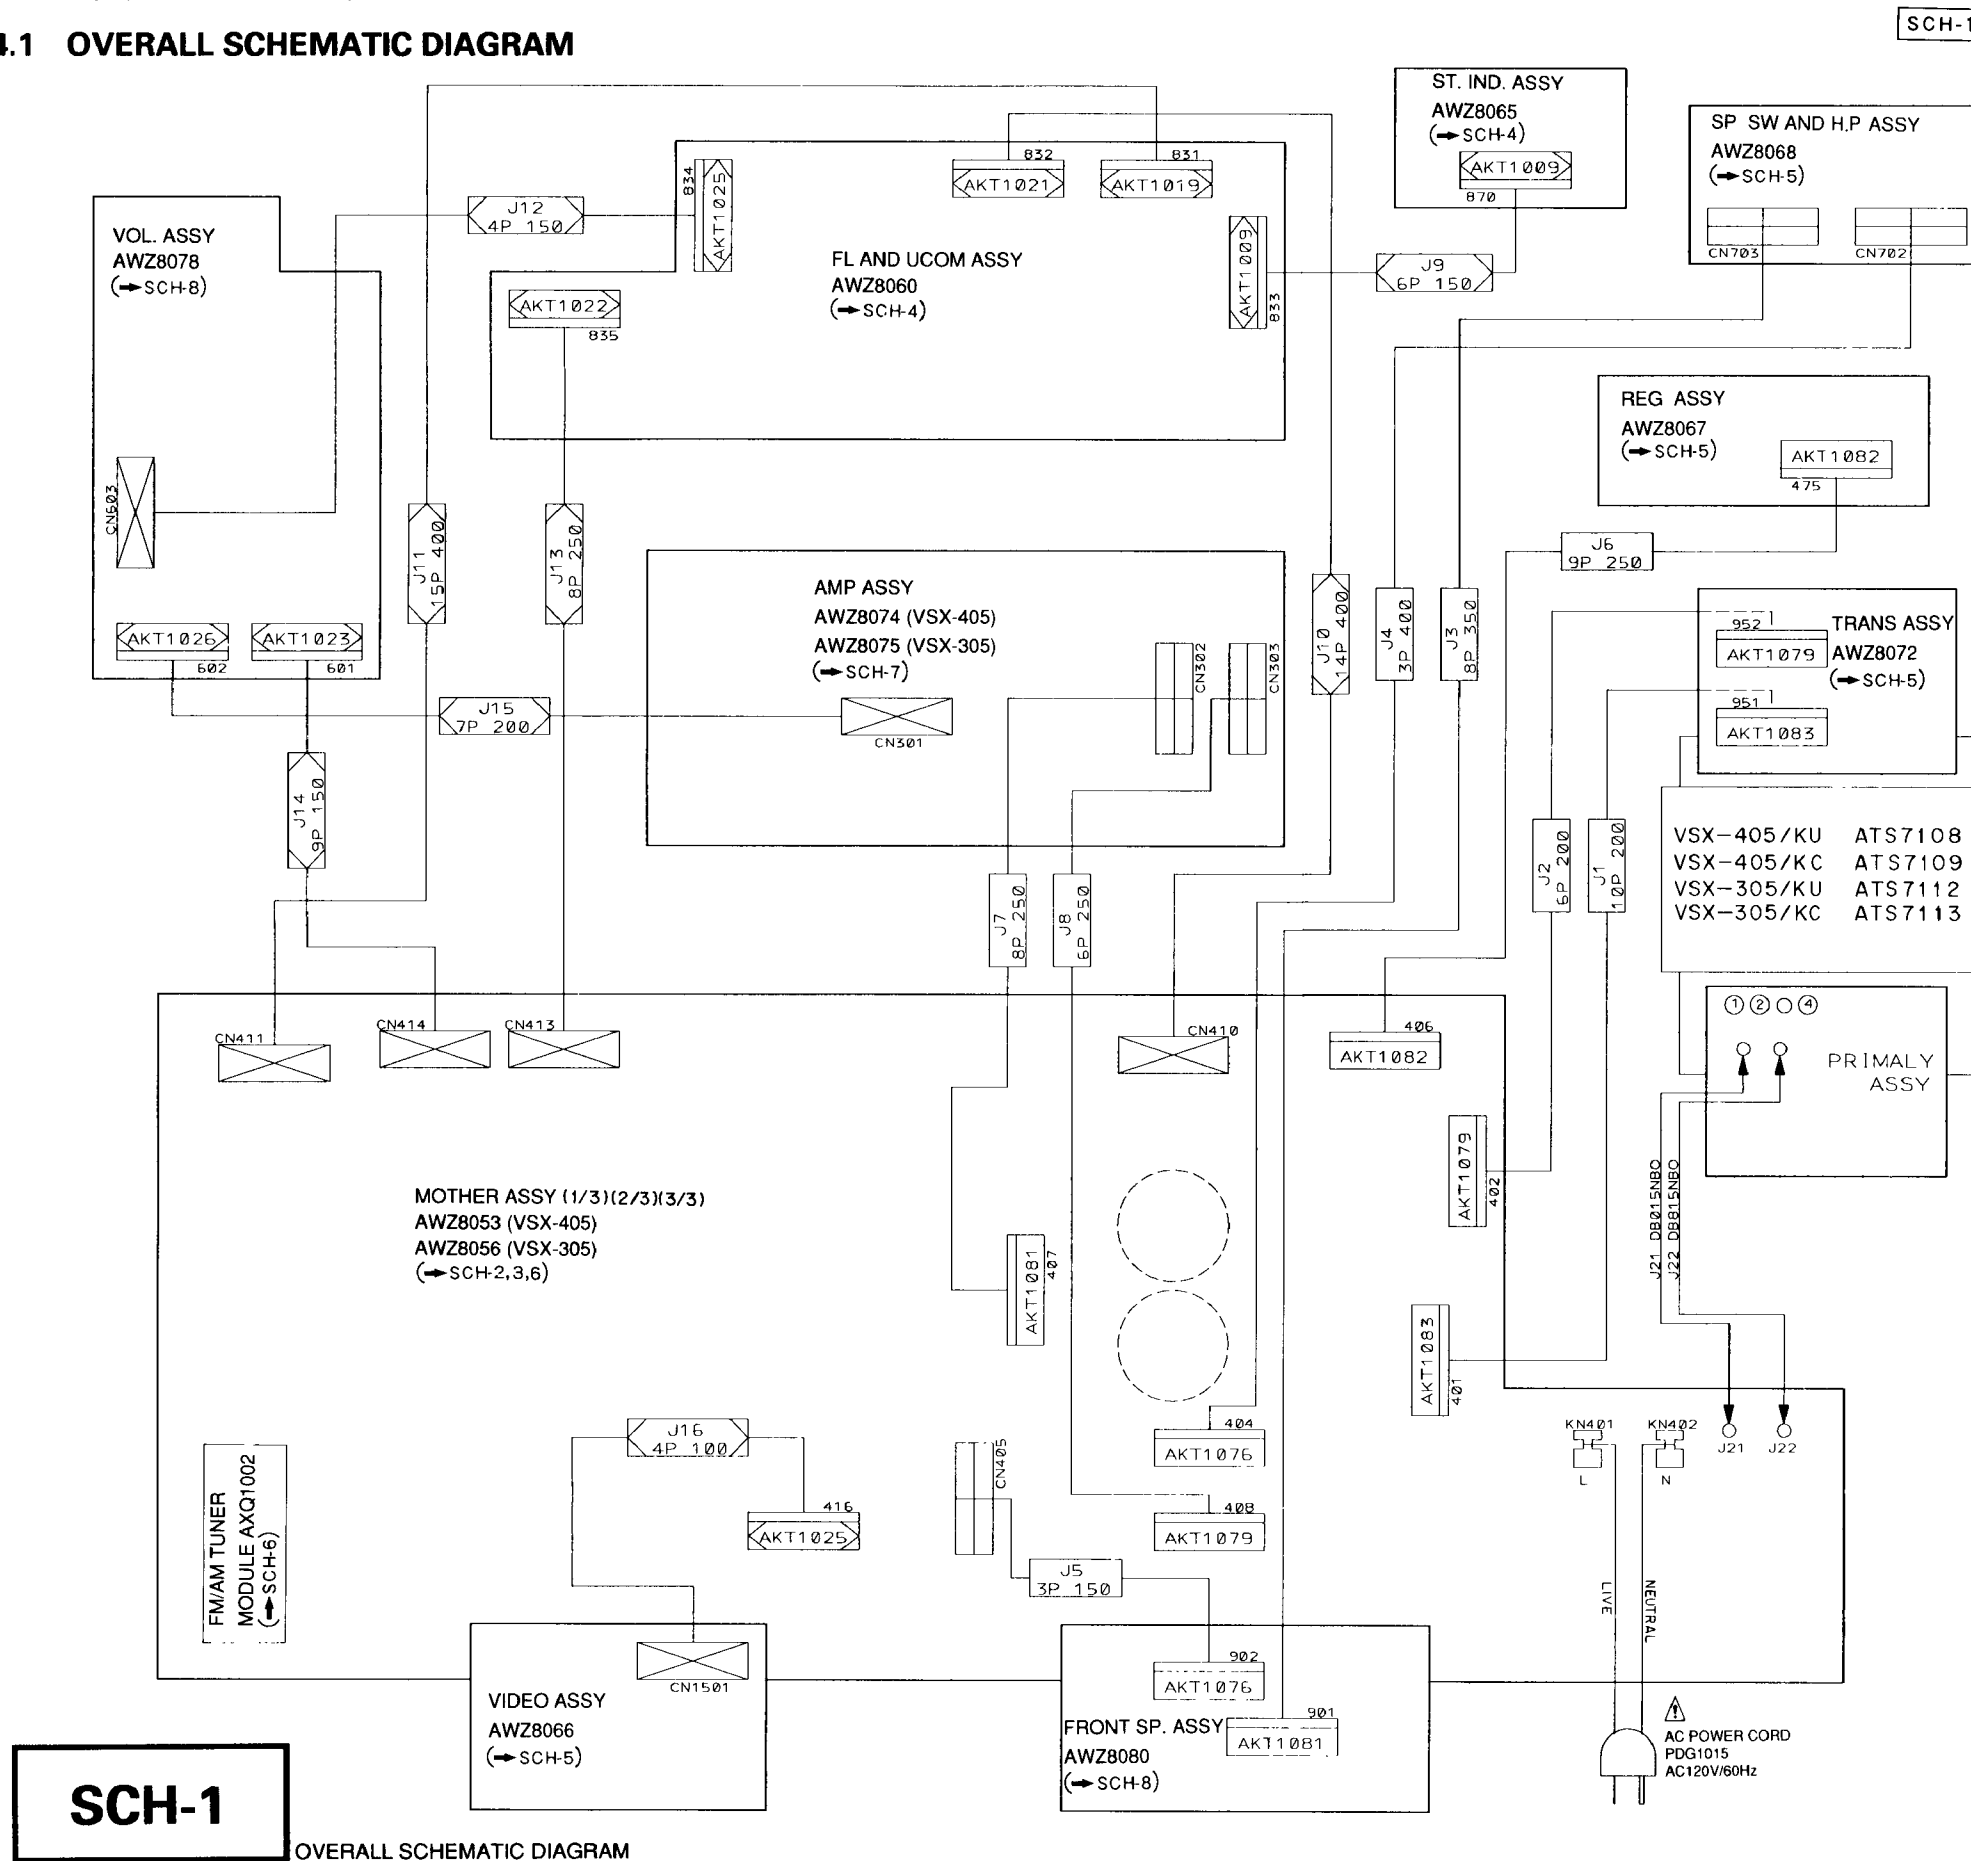 4.1 OVERALL SCHEMATIC DIAGRAM
SCH-1
ST. IND. ASSY
AWZ8065
(➞SCH-4)
AKT1009
870
SP SW AND H.P ASSY
AWZ8068
(➞SCH-5)
CN703
CN702
832
AKT1021
831
AKT1019
834
AKT1025
J12
4P 150
VOL. ASSY
AWZ8078
(➞SCH-8)
FL AND UCOM ASSY
AWZ8060
(➞SCH-4)
AKT1009
833
J9
6P 150
AKT1022
835
REG ASSY
AWZ8067
(➞SCH-5)
AKT1082
475
CN603
J11
15P 400
J13
8P 250
J6
9P 250
AMP ASSY
AWZ8074 (VSX-405)
AWZ8075 (VSX-305)
(➞SCH-7)
CN302
CN303
CN301
J10
14P 400
J4
3P 400
J3
8P 350
952
AKT1079
TRANS ASSY
AWZ8072
(➞SCH-5)
951
AKT1083
AKT1026
602
AKT1023
601
J15
7P 200
J14
9P 150
J7
8P 250
J8
6P 250
J2
6P 200
J1
10P 200
VSX-405/KU ATS7108
VSX-405/KC ATS7109
VSX-305/KU ATS7112
VSX-305/KC ATS7113
CN411
CN414
CN413
CN410
406
AKT1082
① ② ④
PRIMALY
ASSY
AKT1079
402
J21 DB015NB0
J22 DB815NB0
MOTHER ASSY (1/3)(2/3)(3/3)
AWZ8053 (VSX-405)
AWZ8056 (VSX-305)
(➞SCH-2,3,6)
AKT1081
407
AKT1083
401
J16
4P 100
416
AKT1025
CN405
404
AKT1076
408
AKT1079
KN401
L
KN402
N
J21
J22
FM/AM TUNER
MODULE AXQ1002
(➞SCH-6)
J5
3P 150
LIVE
NEUTRAL
CN1501
VIDEO ASSY
AWZ8066
(➞SCH-5)
902
AKT1076
901
AKT1081
FRONT SP. ASSY
AWZ8080
(➞SCH-8)
AC POWER CORD
PDG1015
AC120V/60Hz
SCH-1
OVERALL SCHEMATIC DIAGRAM